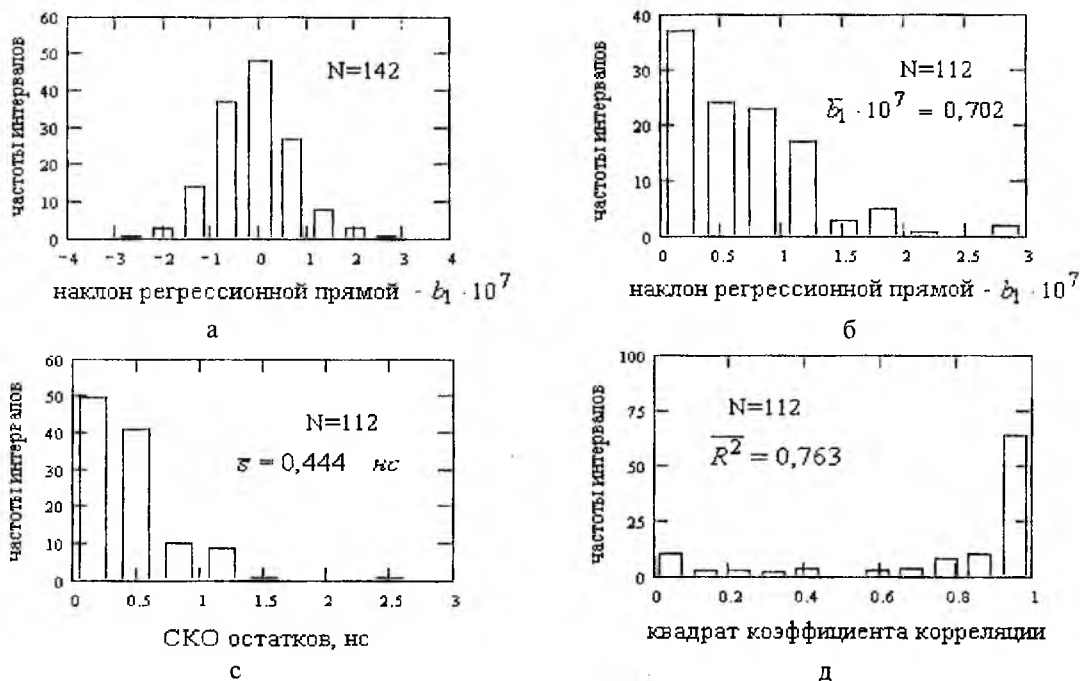 частоты интервалов
60
50
40
30
20
10
0
N=142
−4 −3 −2 −1 0 1 2 3 4
наклон регрессионной прямой - b₁ · 10⁷
а
частоты интервалов
40
30
20
10
0
N=112
b̄₁ · 10⁷ = 0,702
0 0.5 1 1.5 2 2.5 3
наклон регрессионной прямой - b₁ · 10⁷
б
частоты интервалов
60
50
40
30
20
10
0
N=112
s̄ = 0,444 нс
0 0.5 1 1.5 2 2.5 3
СКО остатков, нс
с
частоты интервалов
100
75
50
25
0
N=112
R̄² = 0,763
0 0.2 0.4 0.6 0.8 1
квадрат коэффициента корреляции
д